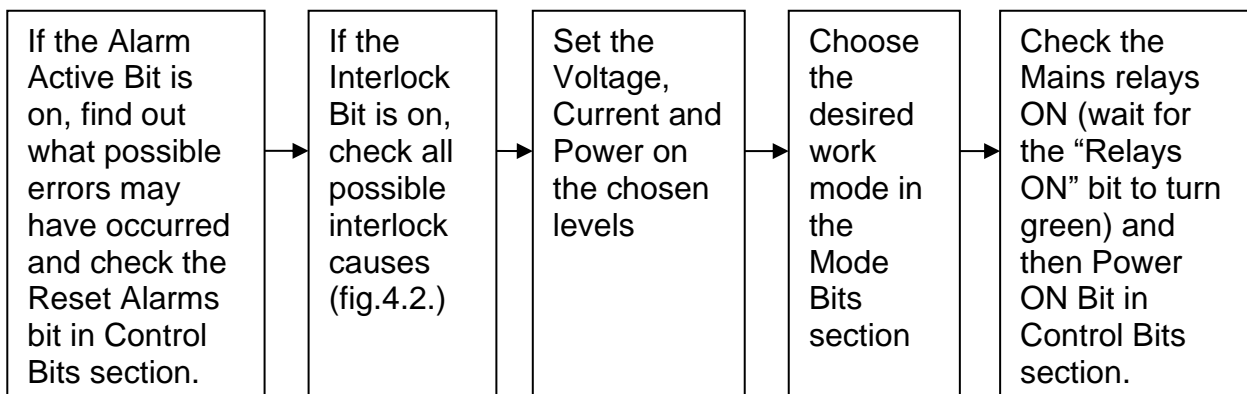 If the Alarm
Active Bit is
on, find out
what possible
errors may
have occurred
and check the
Reset Alarms
bit in Control
Bits section.
If the
Interlock
Bit is on,
check all
possible
interlock
causes
(fig.4.2.)
Set the
Voltage,
Current and
Power on
the chosen
levels
Choose
the
desired
work
mode in
the
Mode
Bits
section
Check the
Mains relays
ON (wait for
the “Relays
ON” bit to turn
green) and
then Power
ON Bit in
Control Bits
section.